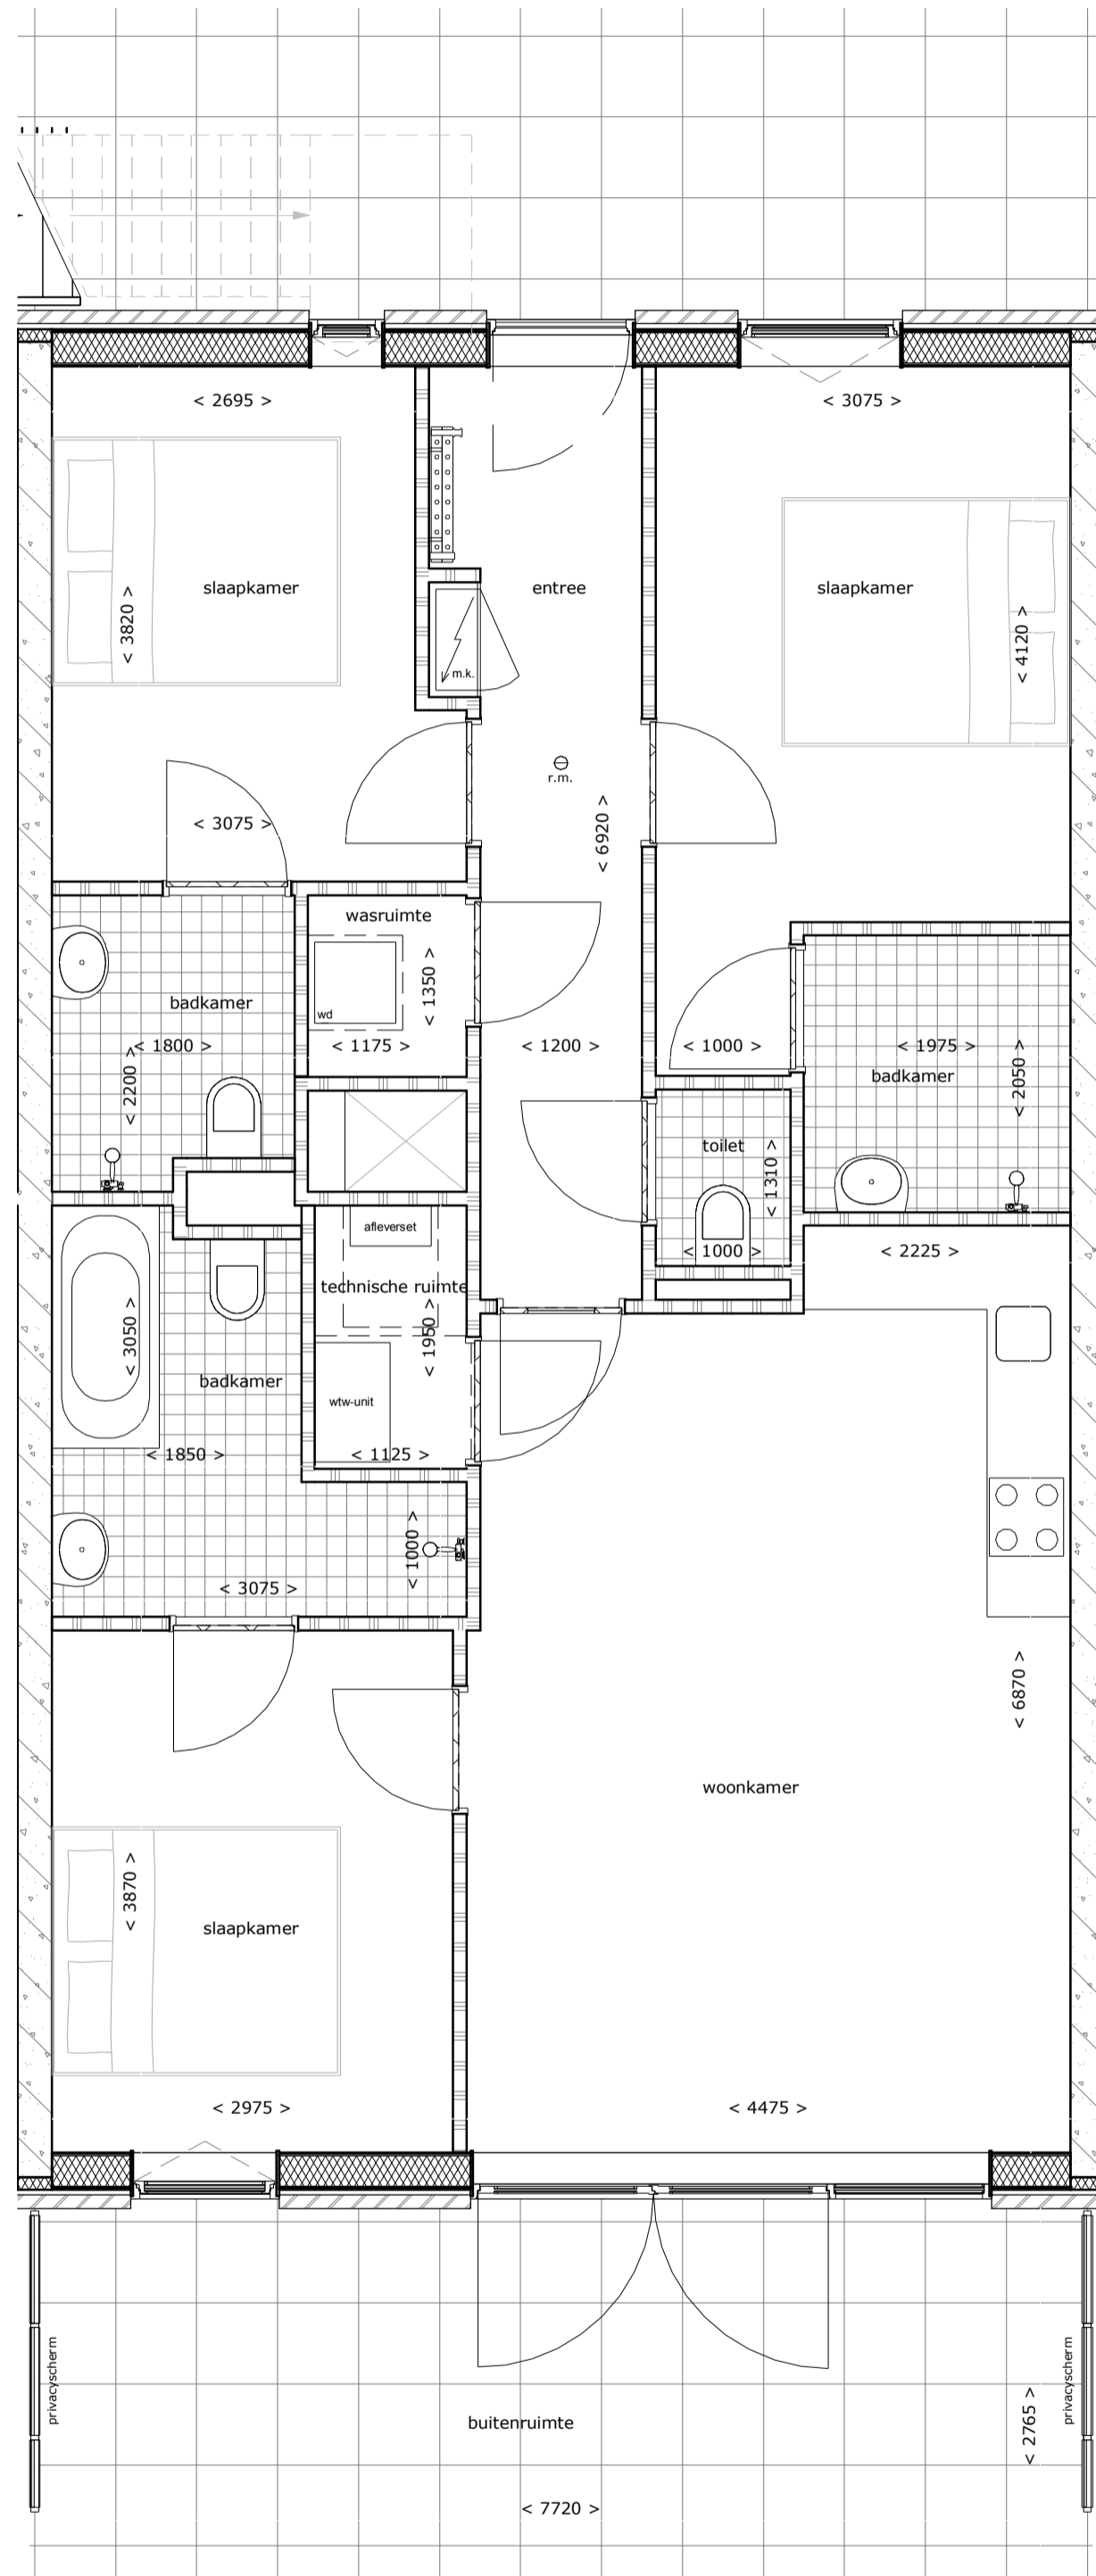 < 2695 >
< 3075 >
slaapkamer
entree
slaapkamer
< 3820 >
< 4120 >
m.k.
r.m.
< 3075 >
< 6920 >
wasruimte
badkamer
< 1350 >
wd
< 1800 >
< 1175 >
< 1200 >
< 1000 >
< 1975 >
badkamer
< 2200 >
< 2050 >
toilet
< 1310 >
afleverset
< 1000 >
< 2225 >
technische ruimte
< 3050 >
< 1950 >
badkamer
wtw-unit
< 1850 >
< 1125 >
< 1000 >
< 3075 >
< 6870 >
woonkamer
< 3870 >
slaapkamer
< 2975 >
< 4475 >
privacyscherm
privacyscherm
buitenruimte
< 2765 >
< 7720 >